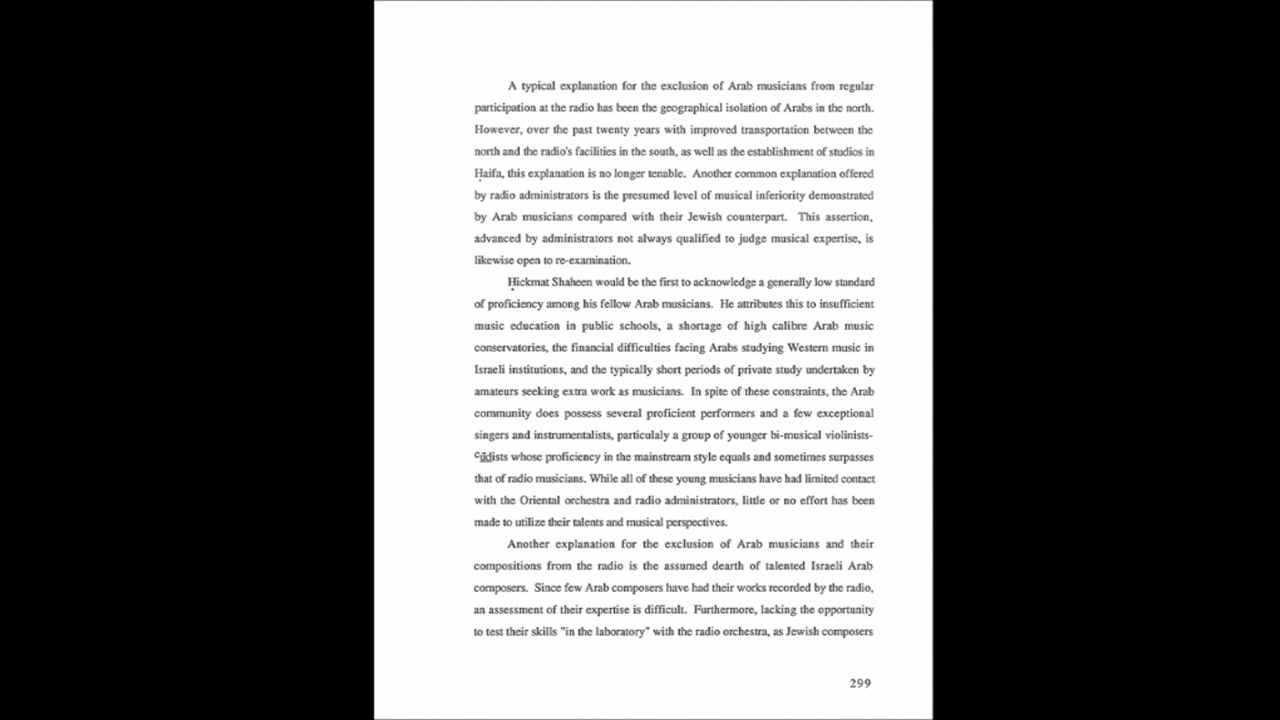 A typical explanation for the exclusion of Arab musicians from regular
participation at the radio has been the geographical isolation of Arabs in the north.
However, over the past twenty years with improved transportation between the
north and the radio's facilities in the south, as well as the establishment of studios in
Ḥaifa, this explanation is no longer tenable. Another common explanation offered
by radio administrators is the presumed level of musical inferiority demonstrated
by Arab musicians compared with their Jewish counterpart. This assertion,
advanced by administrators not always qualified to judge musical expertise, is
likewise open to re-examination.
Ḥickmat Shaheen would be the first to acknowledge a generally low standard
of proficiency among his fellow Arab musicians. He attributes this to insufficient
music education in public schools, a shortage of high calibre Arab music
conservatories, the financial difficulties facing Arabs studying Western music in
Israeli institutions, and the typically short periods of private study undertaken by
amateurs seeking extra work as musicians. In spite of these constraints, the Arab
community does possess several proficient performers and a few exceptional
singers and instrumentalists, particulaly a group of younger bi-musical violinists-
ᶜūdists whose proficiency in the mainstream style equals and sometimes surpasses
that of radio musicians. While all of these young musicians have had limited contact
with the Oriental orchestra and radio administrators, little or no effort has been
made to utilize their talents and musical perspectives.
Another explanation for the exclusion of Arab musicians and their
compositions from the radio is the assumed dearth of talented Israeli Arab
composers. Since few Arab composers have had their works recorded by the radio,
an assessment of their expertise is difficult. Furthermore, lacking the opportunity
to test their skills "in the laboratory" with the radio orchestra, as Jewish composers
299